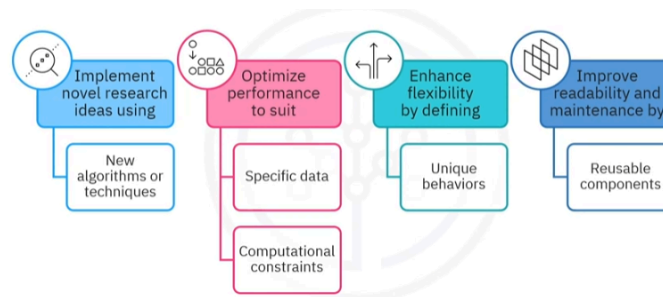 Implement
novel research
ideas using
New
algorithms or
techniques
Optimize
performance
to suit
Specific data
Computational
constraints
Enhance
flexibility
by defining
Unique
behaviors
Improve
readability and
maintenance by
Reusable
components